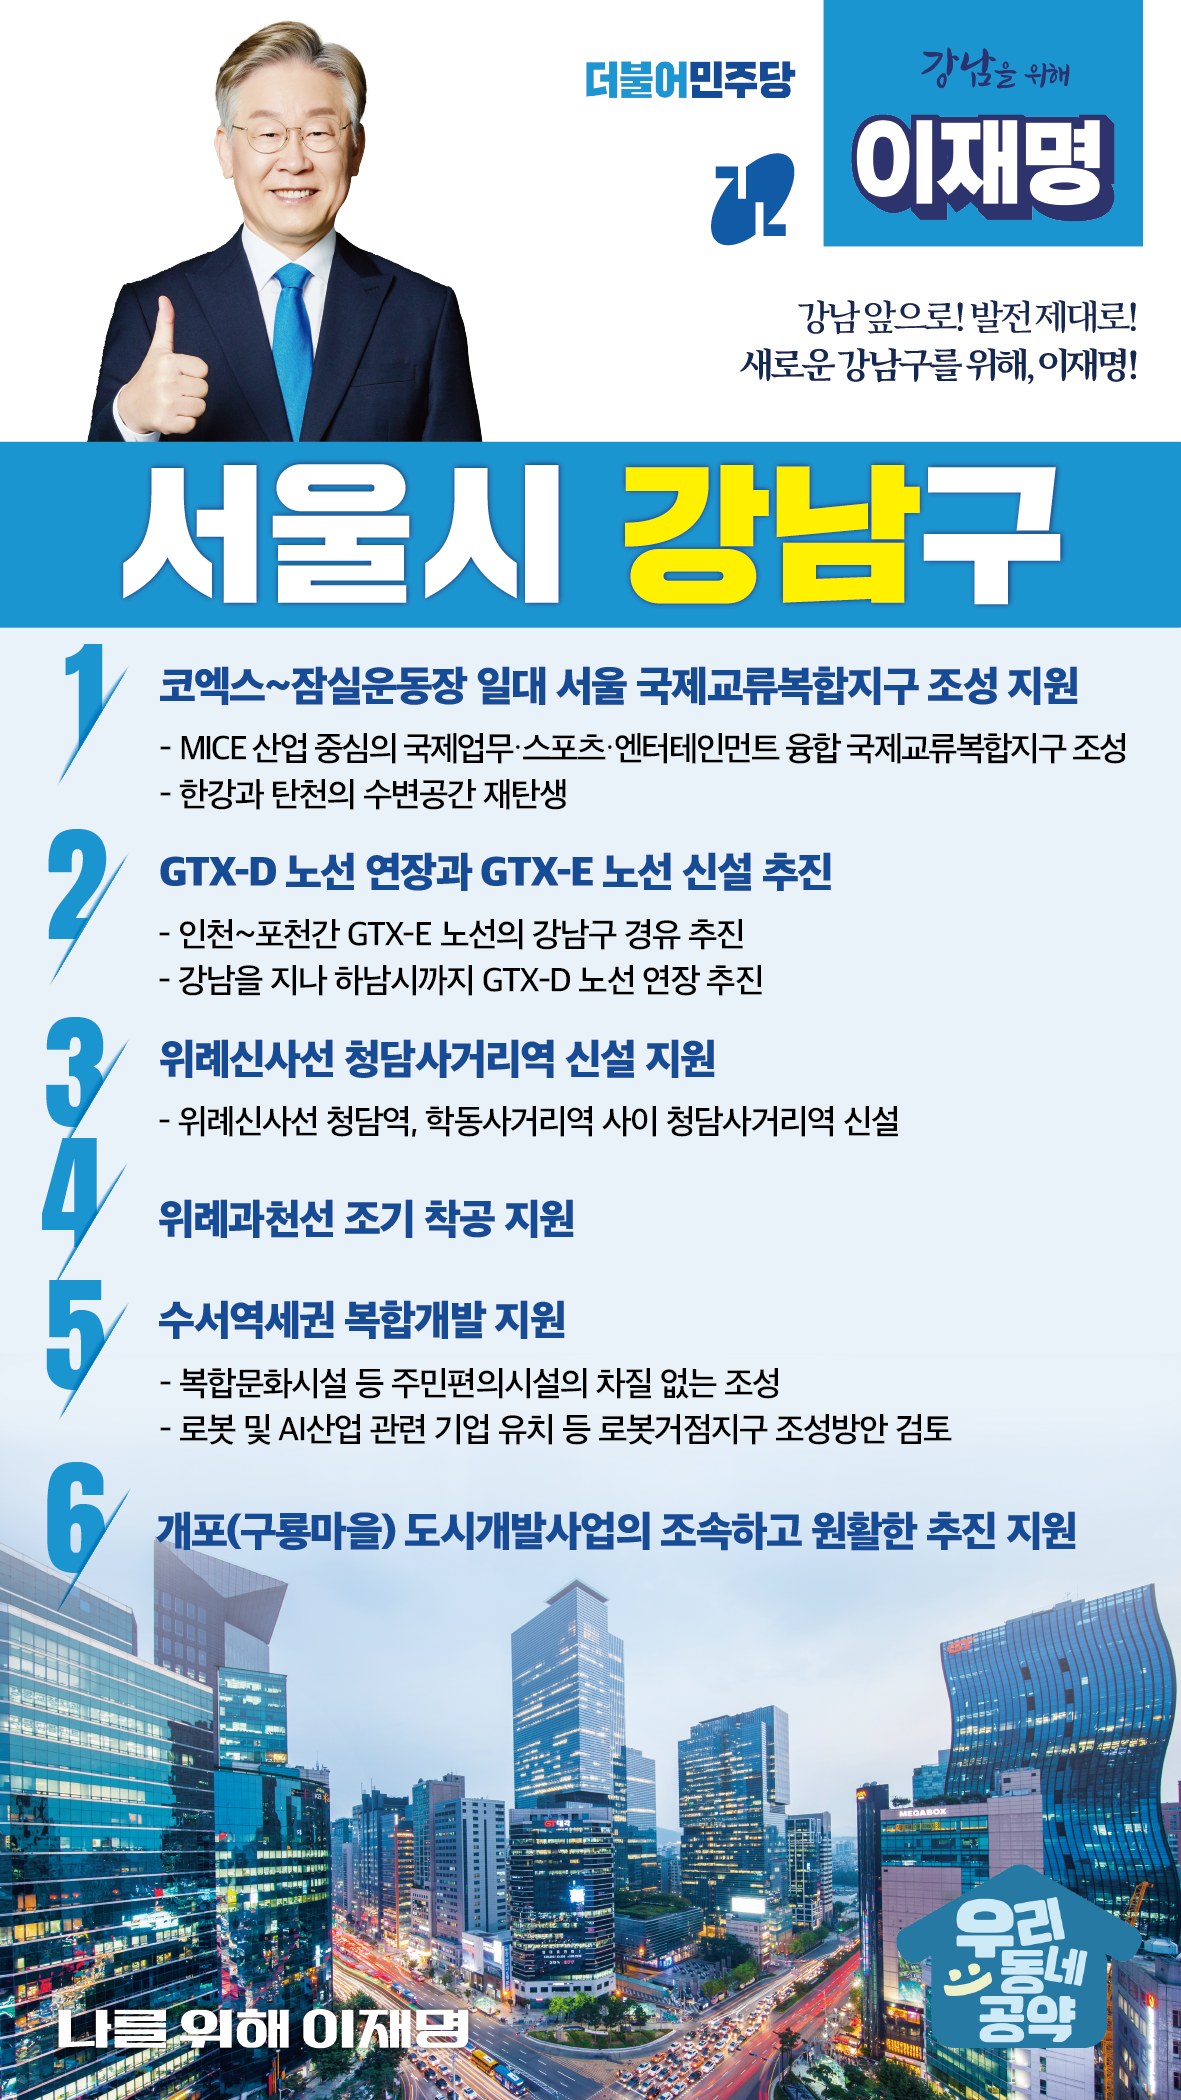 더불어민주당
강남을 위해
이재명
강남 앞으로! 발전 제대로!
새로운 강남구를 위해, 이재명!
서울시 강남구
1
코엑스~잠실운동장 일대 서울 국제교류복합지구 조성 지원
- MICE 산업 중심의 국제업무·스포츠·엔터테인먼트 융합 국제교류복합지구 조성
- 한강과 탄천의 수변공간 재탄생
2
GTX-D 노선 연장과 GTX-E 노선 신설 추진
- 인천~포천간 GTX-E 노선의 강남구 경유 추진
- 강남을 지나 하남시까지 GTX-D 노선 연장 추진
3
위례신사선 청담사거리역 신설 지원
- 위례신사선 청담역, 학동사거리역 사이 청담사거리역 신설
4
위례과천선 조기 착공 지원
5
수서역세권 복합개발 지원
- 복합문화시설 등 주민편의시설의 차질 없는 조성
- 로봇 및 AI산업 관련 기업 유치 등 로봇거점지구 조성방안 검토
6
개포(구룡마을) 도시개발사업의 조속하고 원활한 추진 지원
GT
MEGABOX
GT대각
우리
동네
공약
나를 위해 이재명